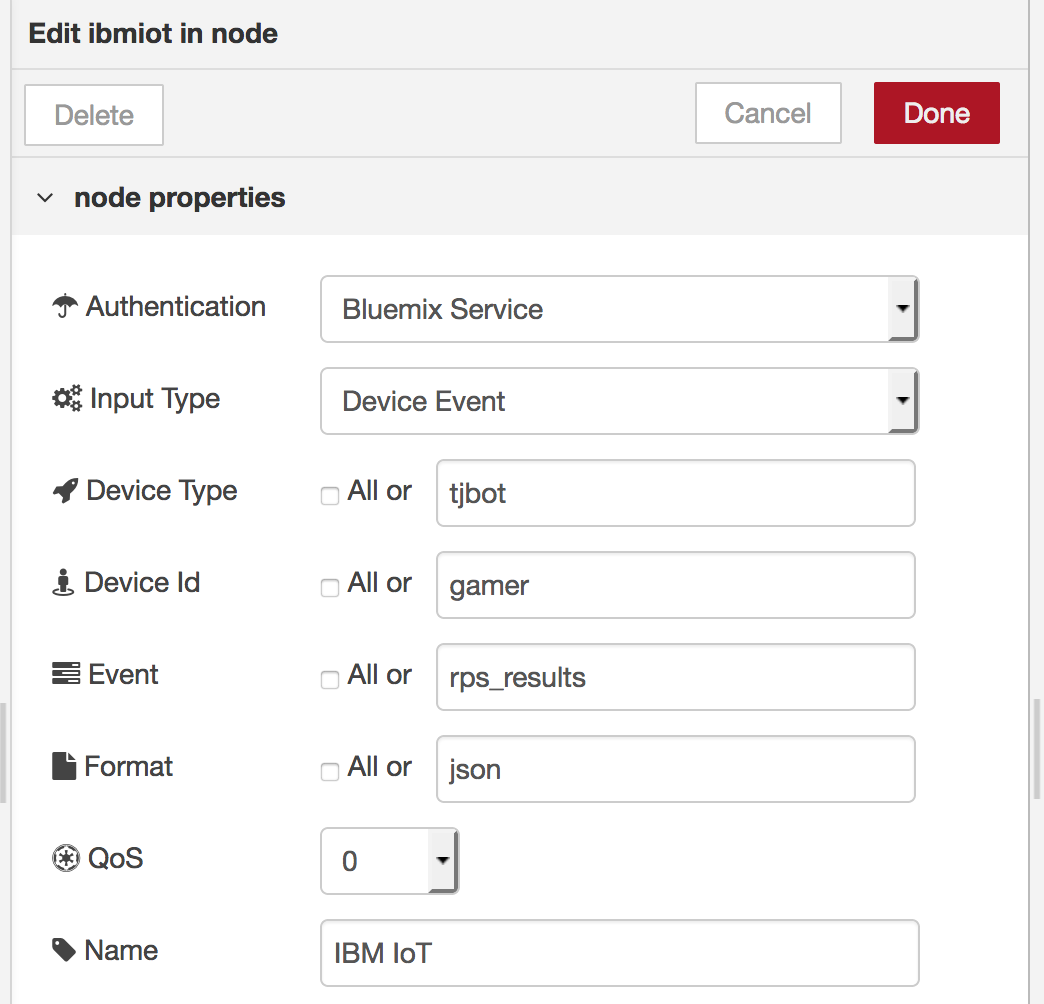 Edit ibmiot in node
Delete Cancel Done
node properties
Authentication Bluemix Service
Input Type Device Event
Device Type All or tjbot
Device Id All or gamer
Event All or rps_results
Format All or json
QoS 0
Name IBM IoT